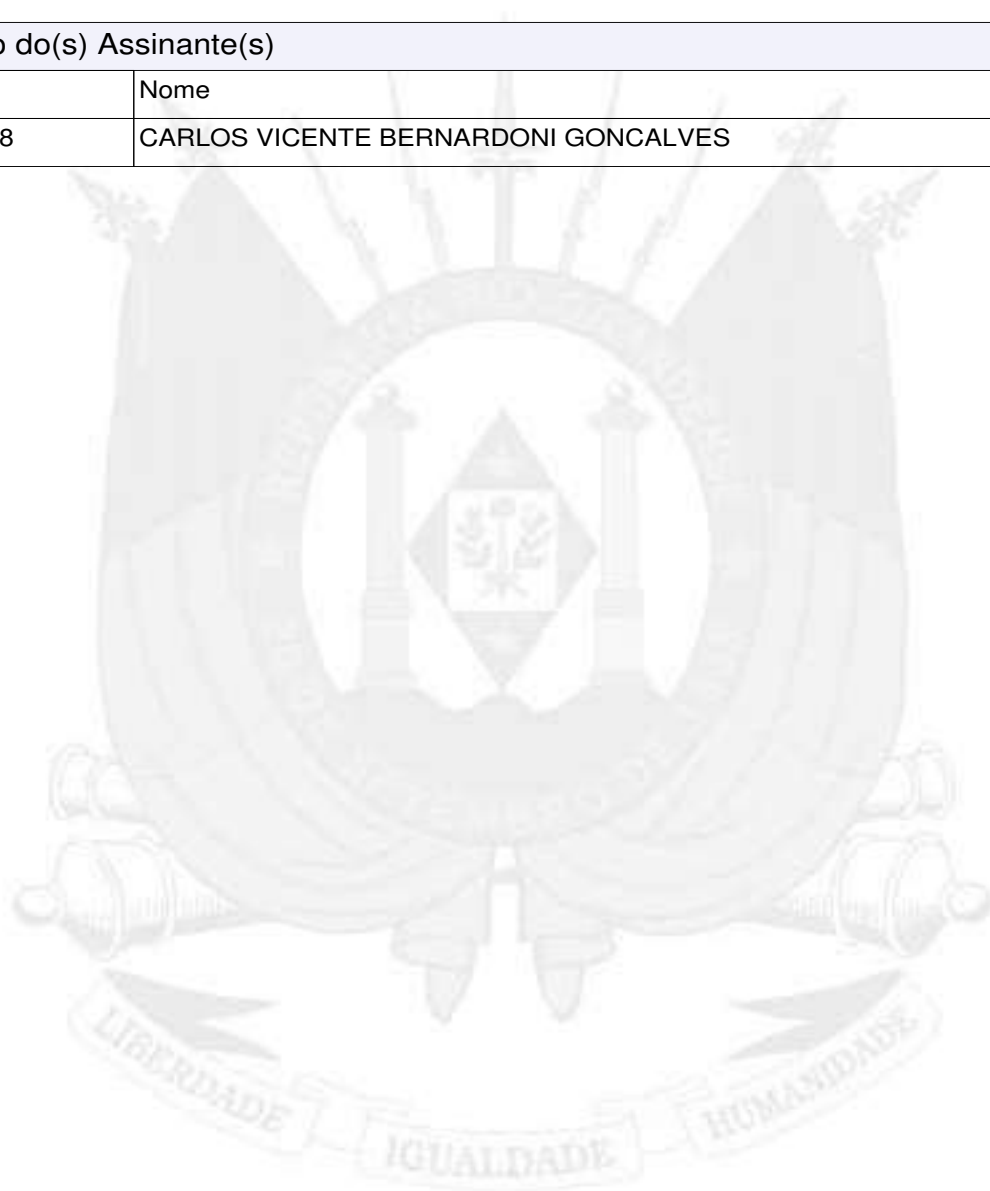 o do(s) Assinante(s)
Nome
8 CARLOS VICENTE BERNARDONI GONCALVES
LIBERDADE IGUALDADE HUMANIDADE